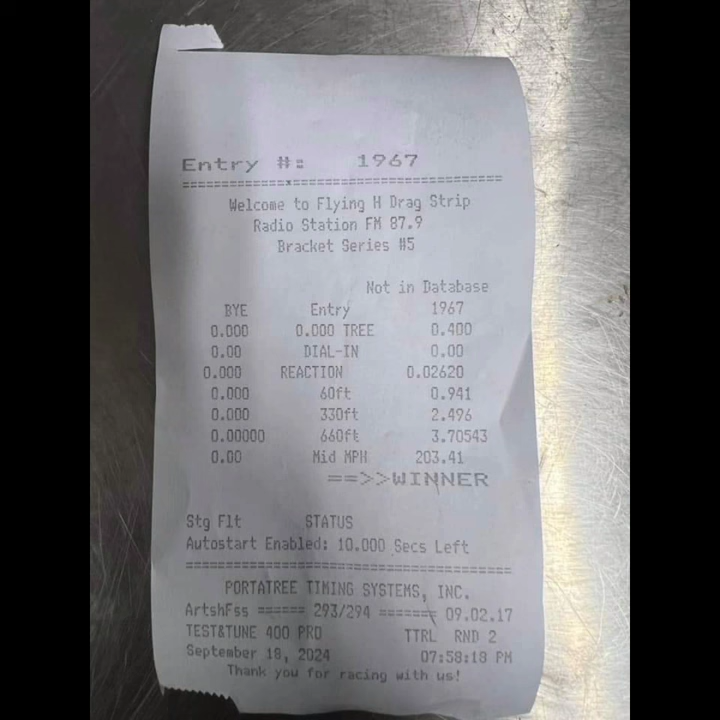 Entry #: 1967
Welcome to Flying H Drag Strip
Radio Station FM 87.9
Bracket Series #5
Not in Database
BYE Entry 1967
0.000 0.000 TREE 0.400
0.00 DIAL-IN 0.00
0.000 REACTION 0.02620
0.000 60ft 0.941
0.000 330ft 2.496
0.00000 660ft 3.70543
0.00 Mid MPH 203.41
==>>WINNER
Stg Flt STATUS
Autostart Enabled: 10.000 Secs Left
PORTATREE TIMING SYSTEMS, INC.
ArtshFss ====== 293/294 ======= 09.02.17
TEST&TUNE 400 PRO TTRL RND 2
September 18, 2024 07:58:18 PM
Thank you for racing with us!